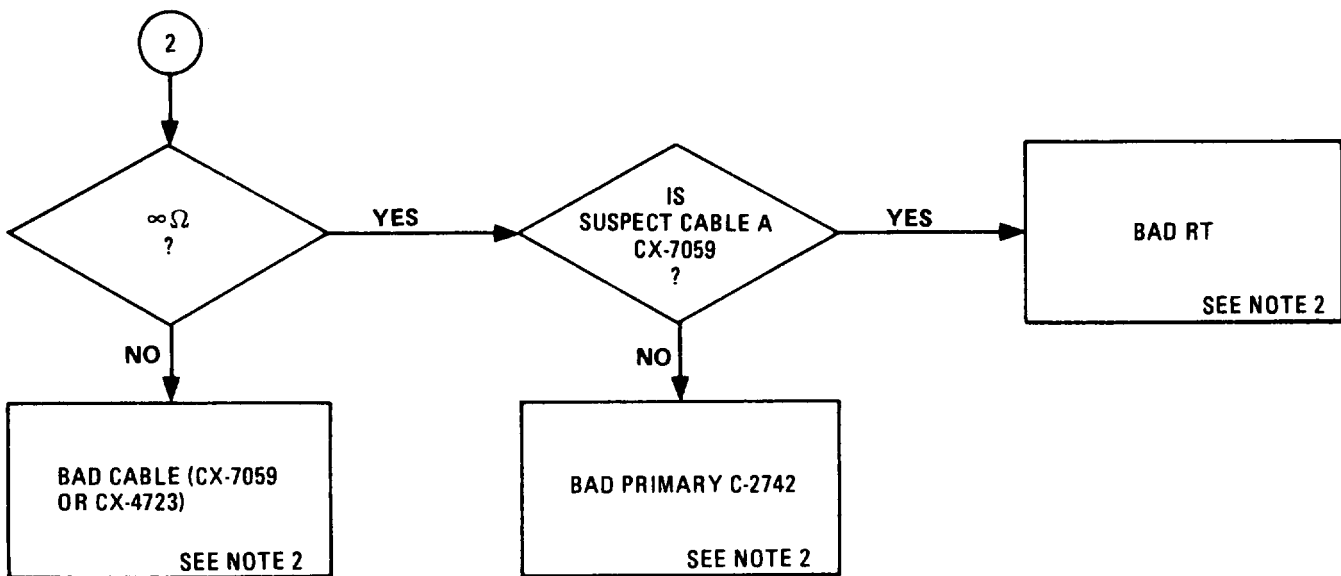 2
∞Ω
?
YES
IS
SUSPECT CABLE A
CX-7059
?
YES
BAD RT
SEE NOTE 2
NO
NO
BAD CABLE (CX-7059
OR CX-4723)
SEE NOTE 2
BAD PRIMARY C-2742
SEE NOTE 2